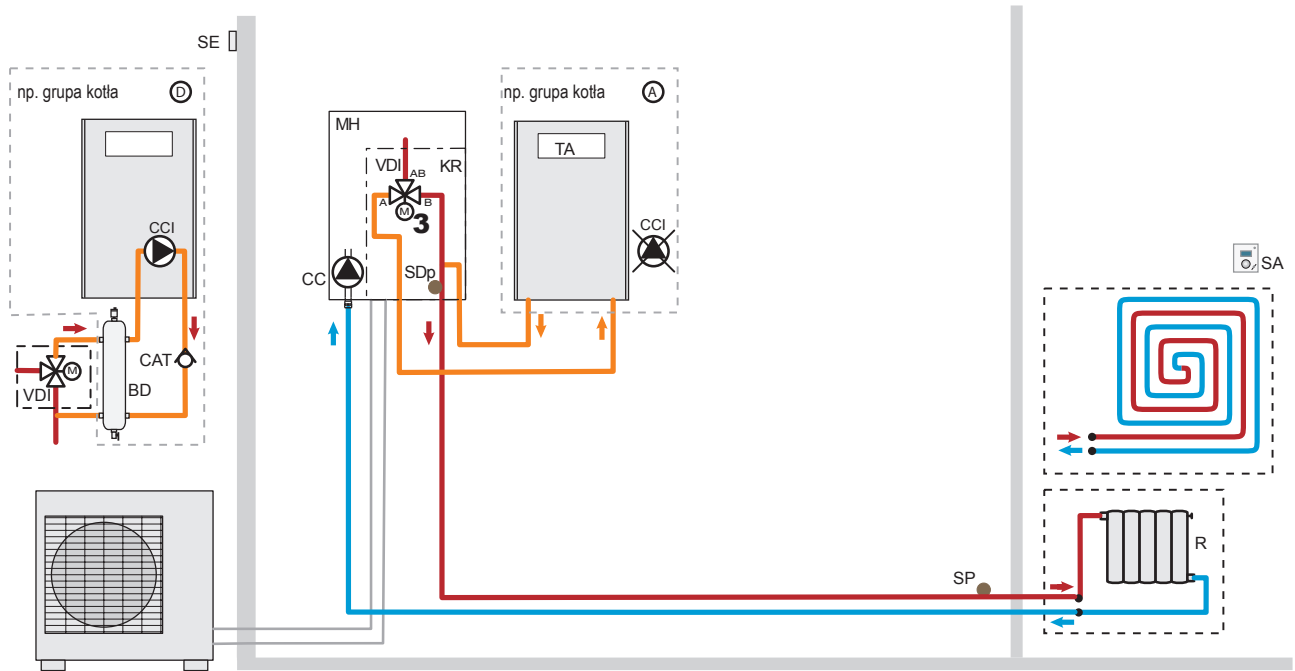 SE
np. grupa kotła D
CCI
CAT
M
VDI
BD
MH
VDI
KR
AB
A
B
M
3
SDp
CC
np. grupa kotła A
TA
CCI
SA
R
SP